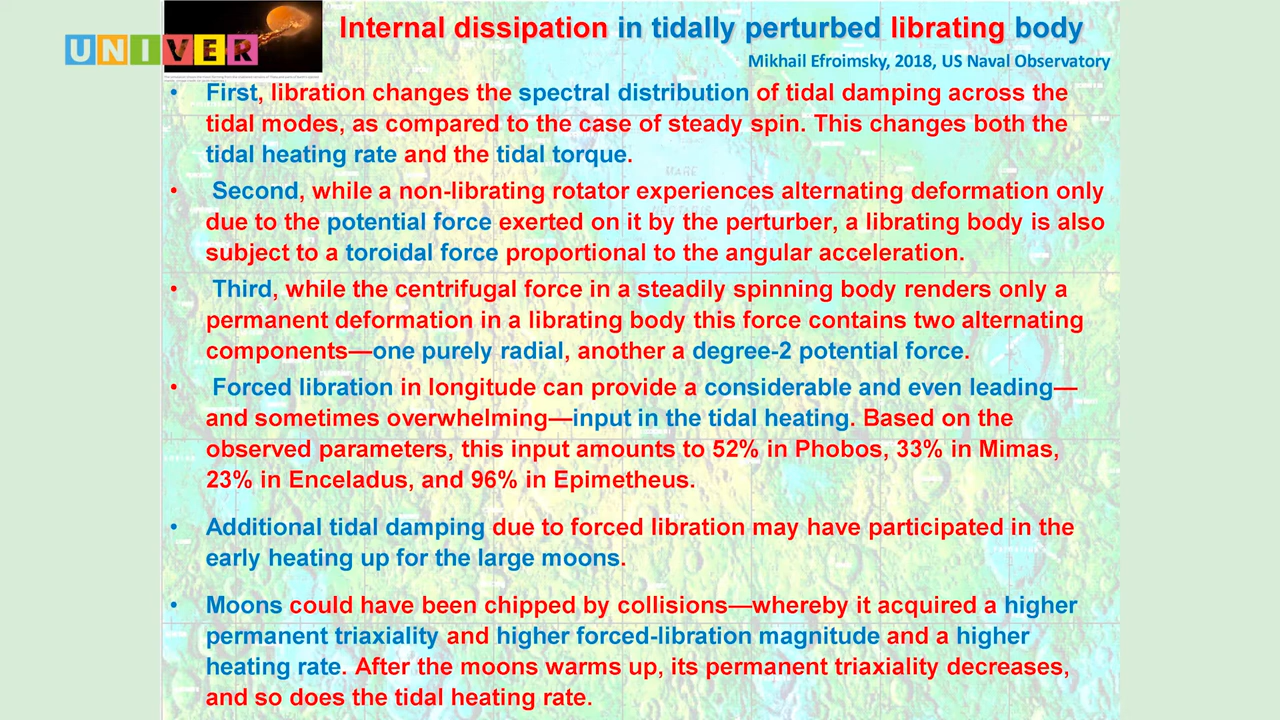 UNIVER
Internal dissipation in tidally perturbed librating body
Mikhail Efroimsky, 2018, US Naval Observatory
• First, libration changes the spectral distribution of tidal damping across the
tidal modes, as compared to the case of steady spin. This changes both the
tidal heating rate and the tidal torque.
• Second, while a non-librating rotator experiences alternating deformation only
due to the potential force exerted on it by the perturber, a librating body is also
subject to a toroidal force proportional to the angular acceleration.
• Third, while the centrifugal force in a steadily spinning body renders only a
permanent deformation in a librating body this force contains two alternating
components—one purely radial, another a degree-2 potential force.
• Forced libration in longitude can provide a considerable and even leading—
and sometimes overwhelming—input in the tidal heating. Based on the
observed parameters, this input amounts to 52% in Phobos, 33% in Mimas,
23% in Enceladus, and 96% in Epimetheus.
• Additional tidal damping due to forced libration may have participated in the
early heating up for the large moons.
• Moons could have been chipped by collisions—whereby it acquired a higher
permanent triaxiality and higher forced-libration magnitude and a higher
heating rate. After the moons warms up, its permanent triaxiality decreases,
and so does the tidal heating rate.